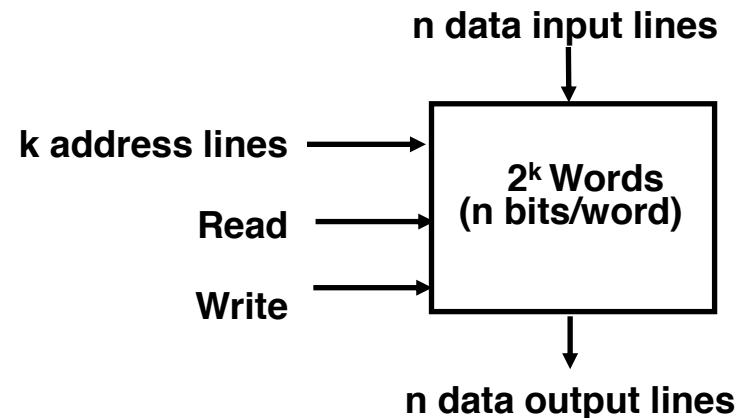 n data input lines
k address lines
2ᵏ Words
(n bits/word)
Read
Write
n data output lines